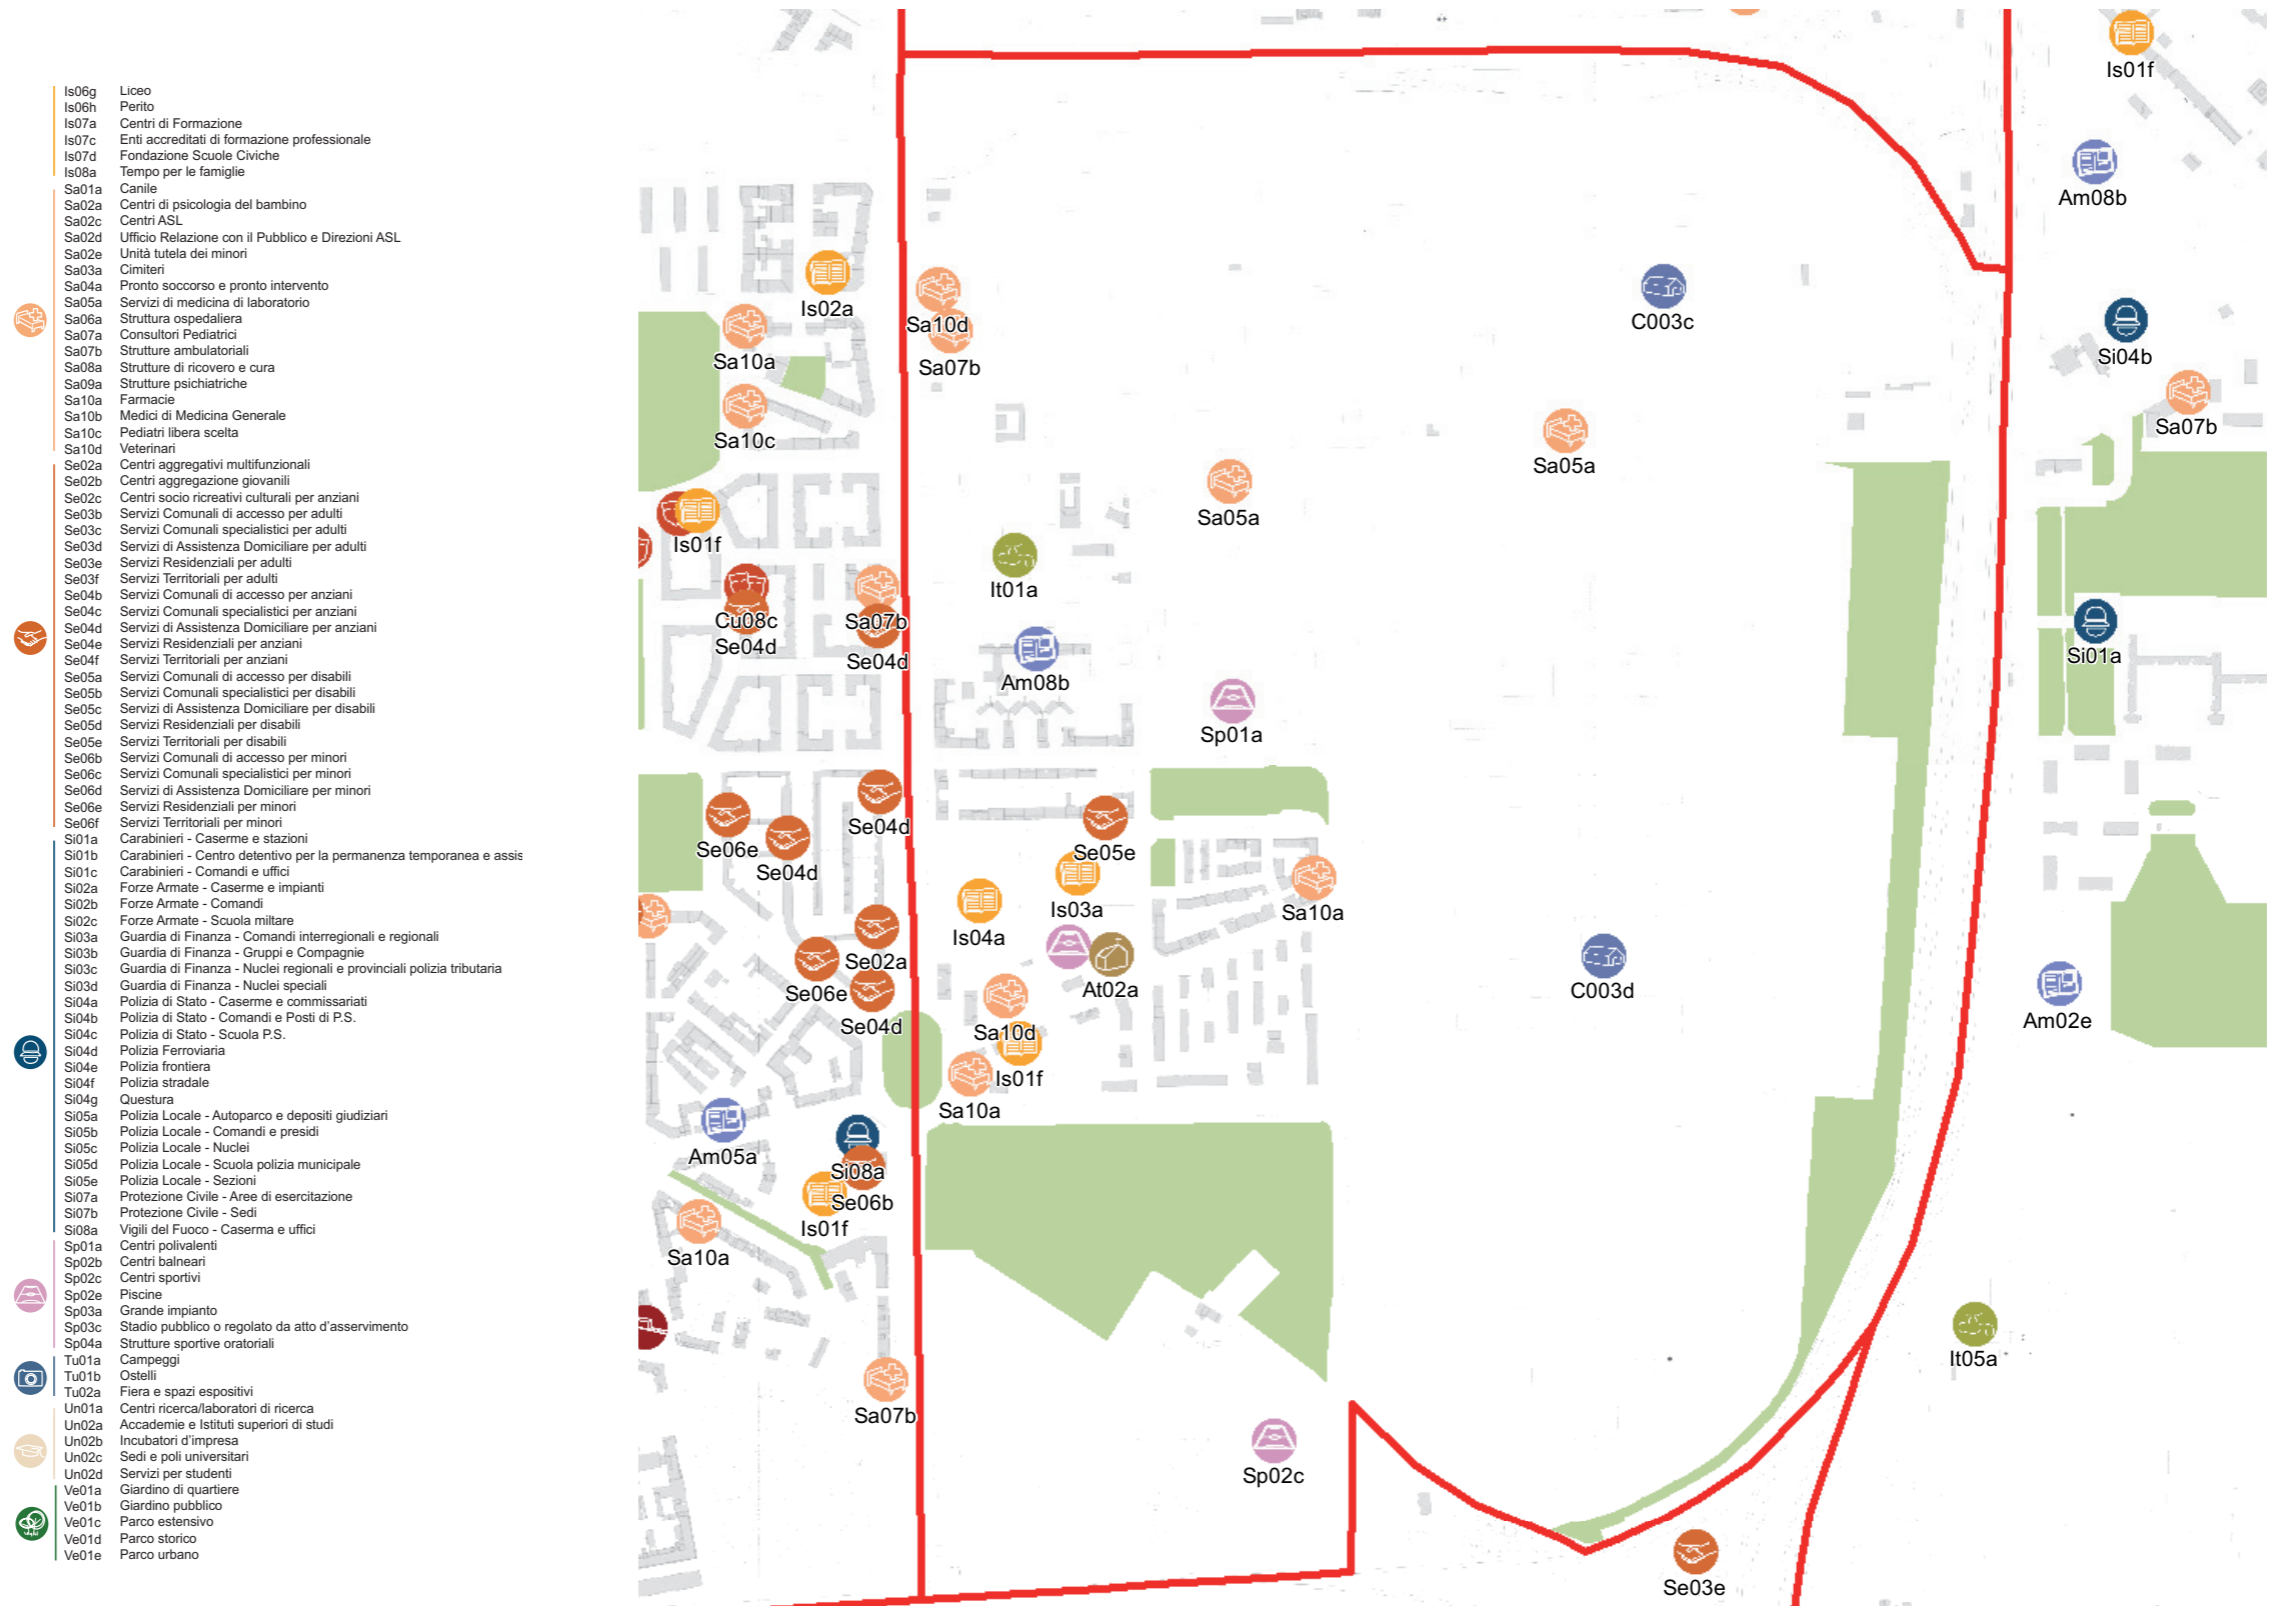 Is06g Liceo
Is06h Perito
Is07a Centri di Formazione
Is07c Enti accreditati di formazione professionale
Is07d Fondazione Scuole Civiche
Is08a Tempo per le famiglie
Sa01a Canile
Sa02a Centri di psicologia del bambino
Sa02c Centri ASL
Sa02d Ufficio Relazione con il Pubblico e Direzioni ASL
Sa02e Unità tutela dei minori
Sa03a Cimiteri
Sa04a Pronto soccorso e pronto intervento
Sa05a Servizi di medicina di laboratorio
Sa06a Struttura ospedaliera
Sa07a Consultori Pediatrici
Sa07b Strutture ambulatoriali
Sa08a Strutture di ricovero e cura
Sa09a Strutture psichiatriche
Sa10a Farmacie
Sa10b Medici di Medicina Generale
Sa10c Pediatri libera scelta
Sa10d Veterinari
Se02a Centri aggregativi multifunzionali
Se02b Centri aggregazione giovanili
Se02c Centri socio ricreativi culturali per anziani
Se03b Servizi Comunali di accesso per adulti
Se03c Servizi Comunali specialistici per adulti
Se03d Servizi di Assistenza Domiciliare per adulti
Se03e Servizi Residenziali per adulti
Se03f Servizi Territoriali per adulti
Se04b Servizi Comunali di accesso per anziani
Se04c Servizi Comunali specialistici per anziani
Se04d Servizi di Assistenza Domiciliare per anziani
Se04e Servizi Residenziali per anziani
Se04f Servizi Territoriali per anziani
Se05a Servizi Comunali di accesso per disabili
Se05b Servizi Comunali specialistici per disabili
Se05c Servizi di Assistenza Domiciliare per disabili
Se05d Servizi Residenziali per disabili
Se05e Servizi Territoriali per disabili
Se06b Servizi Comunali di accesso per minori
Se06c Servizi Comunali specialistici per minori
Se06d Servizi di Assistenza Domiciliare per minori
Se06e Servizi Residenziali per minori
Se06f Servizi Territoriali per minori
Si01a Carabinieri - Caserme e stazioni
Si01b Carabinieri - Centro detentivo per la permanenza temporanea e assis
Si01c Carabinieri - Comandi e uffici
Si02a Forze Armate - Caserme e impianti
Si02b Forze Armate - Comandi
Si02c Forze Armate - Scuola miltare
Si03a Guardia di Finanza - Comandi interregionali e regionali
Si03b Guardia di Finanza - Gruppi e Compagnie
Si03c Guardia di Finanza - Nuclei regionali e provinciali polizia tributaria
Si03d Guardia di Finanza - Nuclei speciali
Si04a Polizia di Stato - Caserme e commissariati
Si04b Polizia di Stato - Comandi e Posti di P.S.
Si04c Polizia di Stato - Scuola P.S.
Si04d Polizia Ferroviaria
Si04e Polizia frontiera
Si04f Polizia stradale
Si04g Questura
Si05a Polizia Locale - Autoparco e depositi giudiziari
Si05b Polizia Locale - Comandi e presidi
Si05c Polizia Locale - Nuclei
Si05d Polizia Locale - Scuola polizia municipale
Si05e Polizia Locale - Sezioni
Si07a Protezione Civile - Aree di esercitazione
Si07b Protezione Civile - Sedi
Si08a Vigili del Fuoco - Caserma e uffici
Sp01a Centri polivalenti
Sp02b Centri balneari
Sp02c Centri sportivi
Sp02e Piscine
Sp03a Grande impianto
Sp03c Stadio pubblico o regolato da atto d'asservimento
Sp04a Strutture sportive oratoriali
Tu01a Campeggi
Tu01b Ostelli
Tu02a Fiera e spazi espositivi
Un01a Centri ricerca/laboratori di ricerca
Un02a Accademie e Istituti superiori di studi
Un02b Incubatori d'impresa
Un02c Sedi e poli universitari
Un02d Servizi per studenti
Ve01a Giardino di quartiere
Ve01b Giardino pubblico
Ve01c Parco estensivo
Ve01d Parco storico
Ve01e Parco urbano
Is01f
Am08b
Is02a
Sa10d
C003c
Si04b
Sa10a
Sa07b
Sa07b
Sa10c
Sa05a
Sa05a
Is01f
It01a
Cu08c
Sa07b
Se04d
Se04d
Si01a
Am08b
Sp01a
Se04d
Se06e
Se04d
Se05e
Is03a
Sa10a
Is04a
Se02a
Se06e
At02a
C003d
Se04d
Sa10d
Am02e
Is01f
Sa10a
Am05a
Si08a
Se06b
Is01f
Sa10a
It05a
Sa07b
Sp02c
Se03e